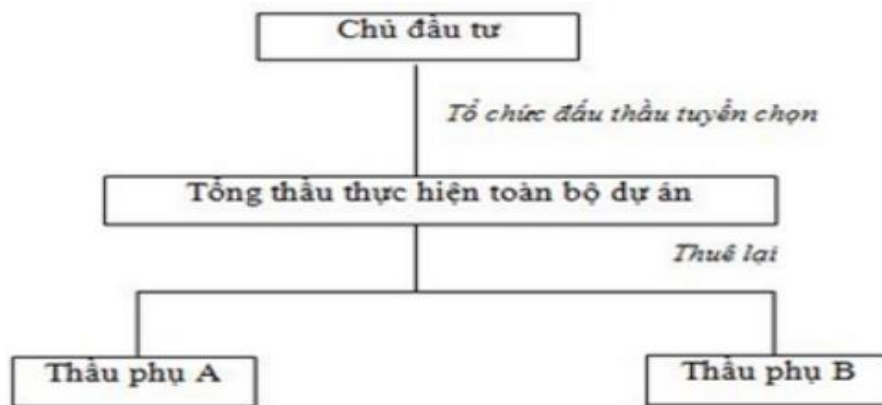 Chủ đầu tư
Tổ chức đấu thầu tuyển chọn
Tổng thầu thực hiện toàn bộ dự án
Thuê lại
Thầu phụ A
Thầu phụ B